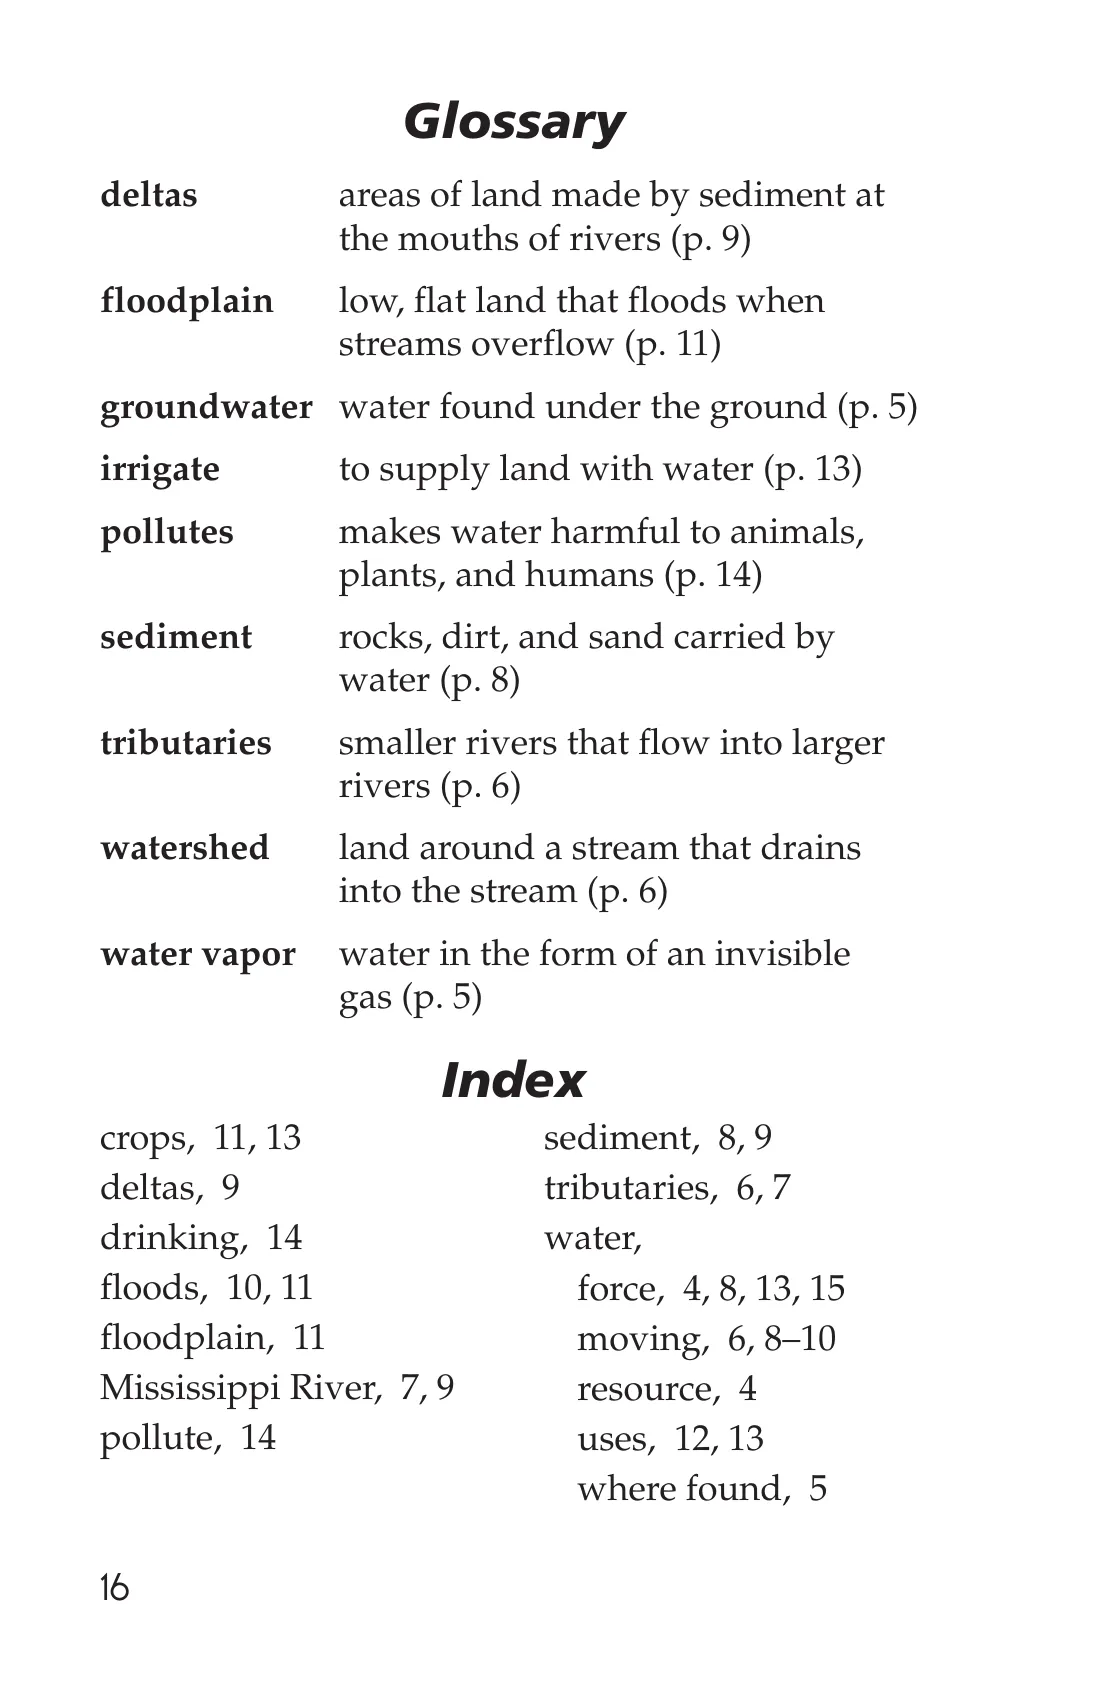 Glossary
deltas areas of land made by sediment at
the mouths of rivers (p. 9)
floodplain low, flat land that floods when
streams overflow (p. 11)
groundwater water found under the ground (p. 5)
irrigate to supply land with water (p. 13)
pollutes makes water harmful to animals,
plants, and humans (p. 14)
sediment rocks, dirt, and sand carried by
water (p. 8)
tributaries smaller rivers that flow into larger
rivers (p. 6)
watershed land around a stream that drains
into the stream (p. 6)
water vapor water in the form of an invisible
gas (p. 5)
Index
crops, 11, 13
deltas, 9
drinking, 14
floods, 10, 11
floodplain, 11
Mississippi River, 7, 9
pollute, 14
sediment, 8, 9
tributaries, 6, 7
water,
force, 4, 8, 13, 15
moving, 6, 8–10
resource, 4
uses, 12, 13
where found, 5
16